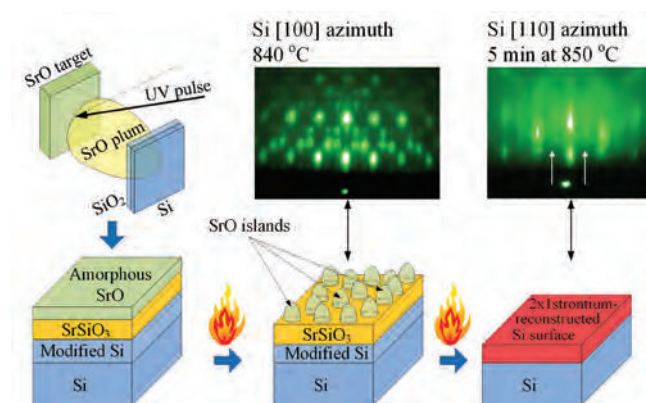 Si [100] azimuth
840 °C
Si [110] azimuth
5 min at 850 °C
SrO target
UV pulse
SrO plum
SiO₂
Si
SrO islands
Amorphous
SrO
SrSiO₃
Modified Si
Si
SrSiO₃
Modified Si
Si
2x1strontium-
reconstructed
Si surface
Si